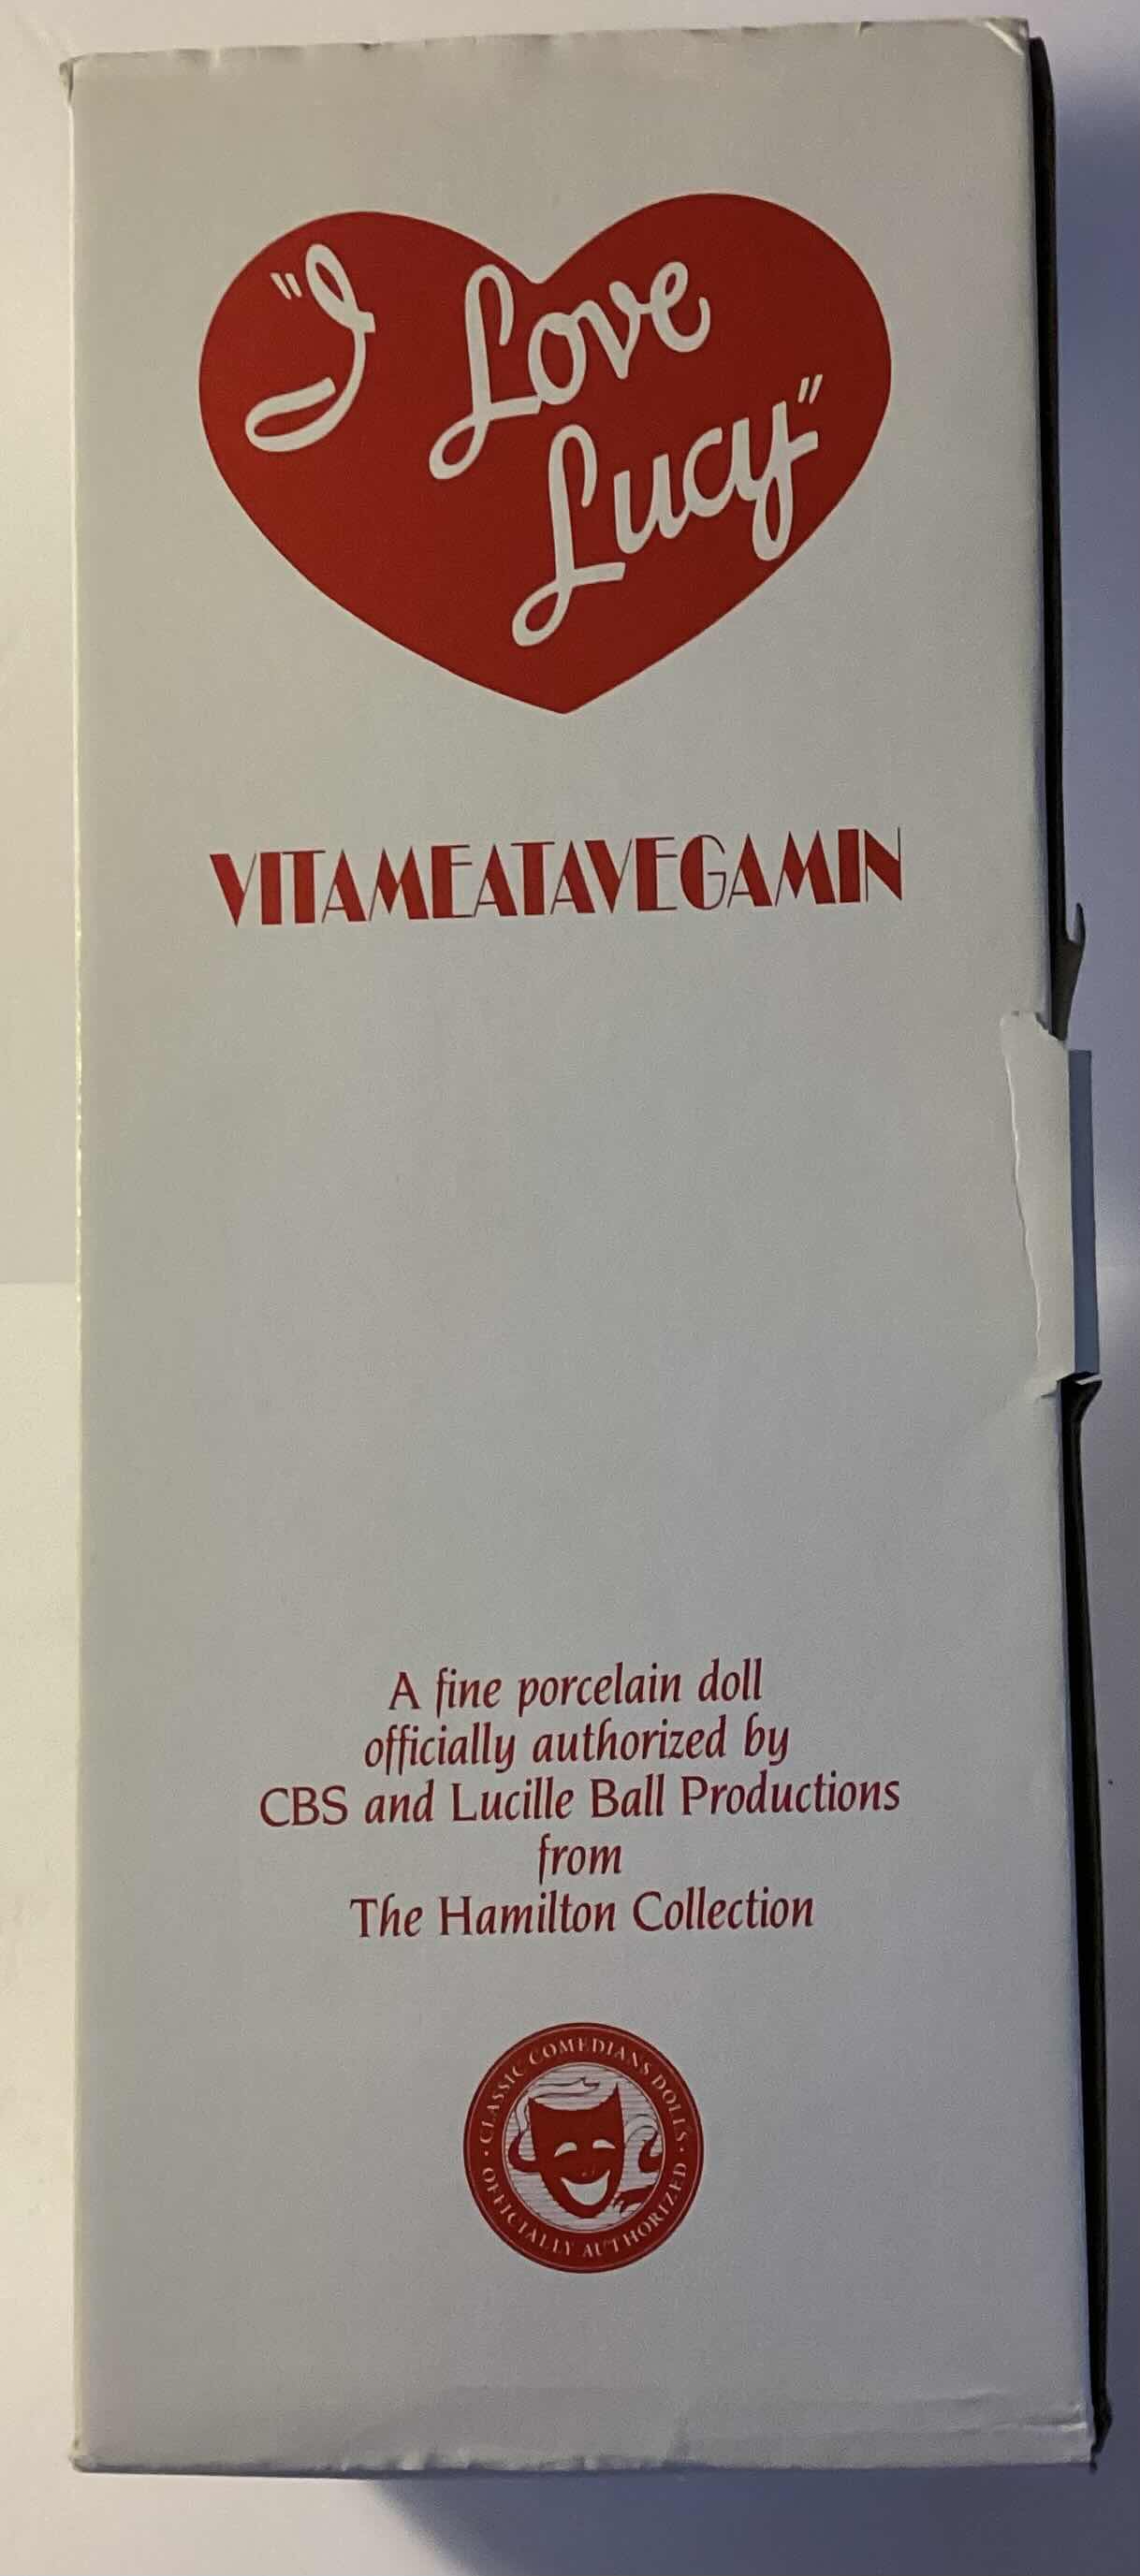 "I Love
Lucy"
VITAMEATAVEGAMIN
A fine porcelain doll
officially authorized by
CBS and Lucille Ball Productions
from
The Hamilton Collection
· CLASSIC COMEDIANS DOLLS ·
OFFICIALLY AUTHORIZED